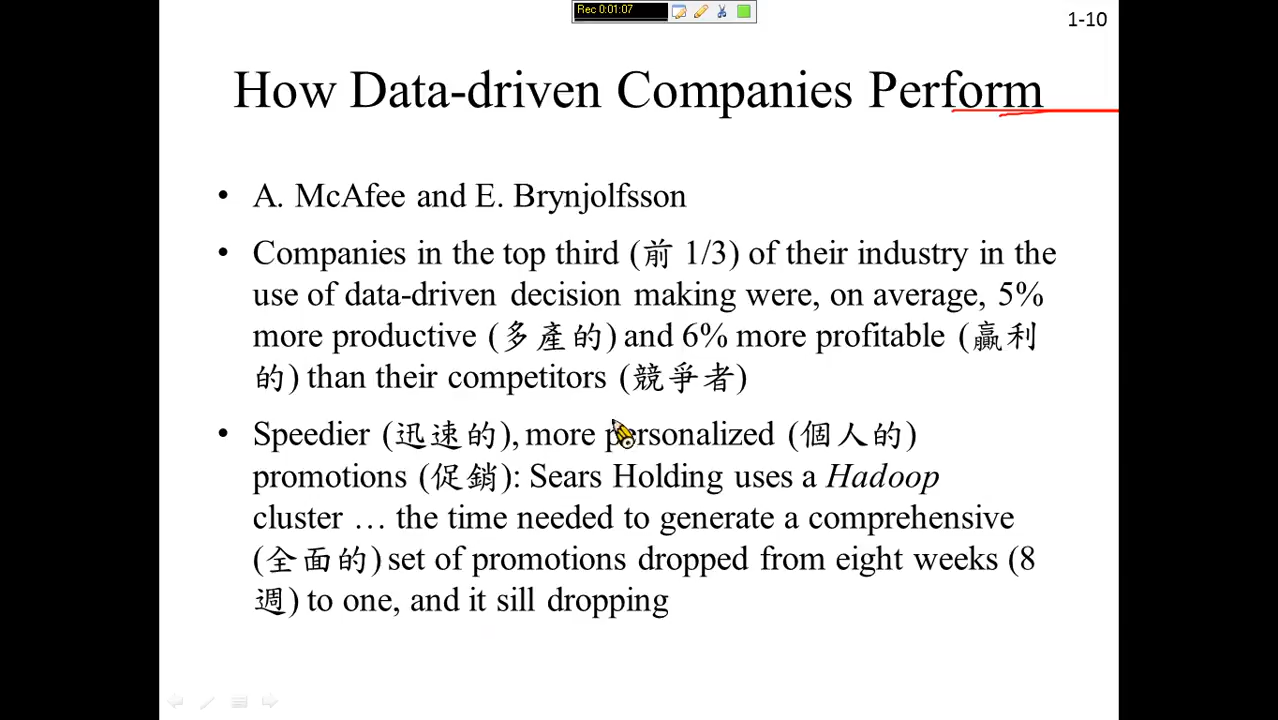 Rec 0:01:07
1-10
How Data-driven Companies Perform
• A. McAfee and E. Brynjolfsson
• Companies in the top third (前 1/3) of their industry in the
use of data-driven decision making were, on average, 5%
more productive (多產的) and 6% more profitable (贏利
的) than their competitors (競爭者)
• Speedier (迅速的), more personalized (個人的)
promotions (促銷): Sears Holding uses a Hadoop
cluster … the time needed to generate a comprehensive
(全面的) set of promotions dropped from eight weeks (8
週) to one, and it sill dropping